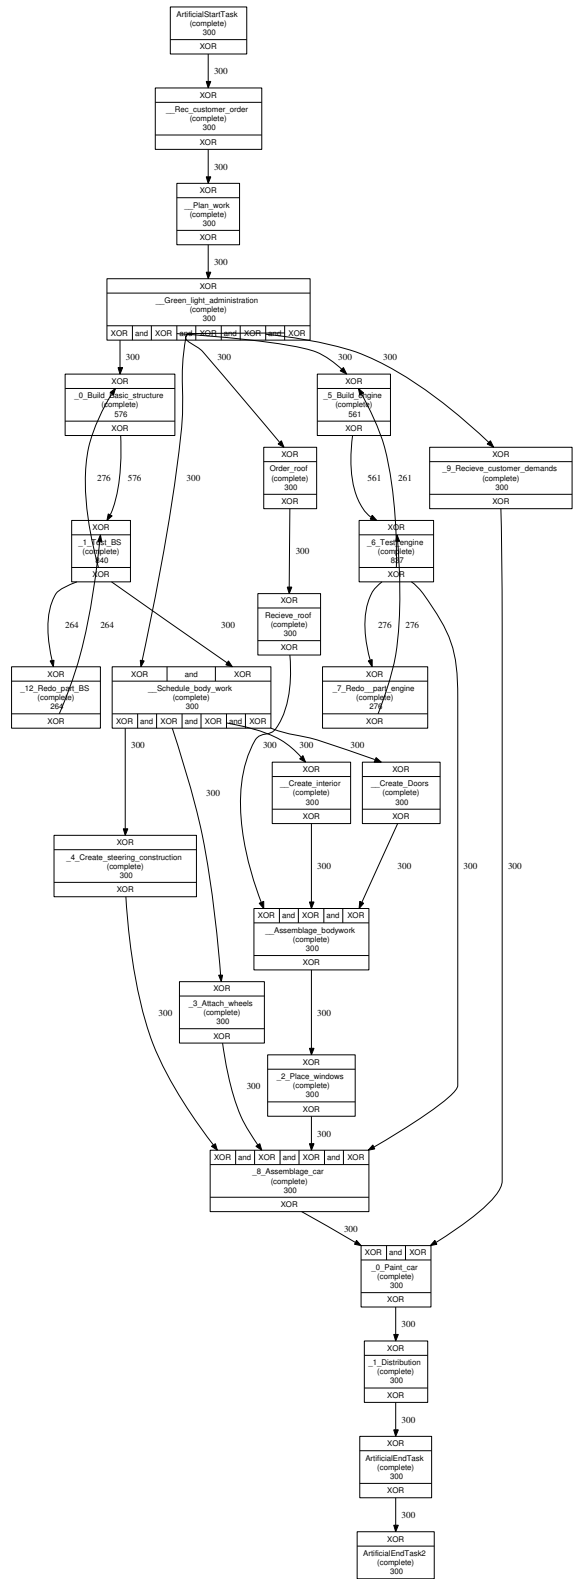 ArtificialStartTask
(complete)
300
XOR
300
XOR
__Rec_customer_order
(complete)
300
XOR
300
XOR
__Plan_work
(complete)
300
XOR
300
XOR
__Green_light_administration
(complete)
300
XOR and XOR and XOR and XOR and XOR
300 300 300 300
XOR
_0_Build_Basic_structure
(complete)
576
XOR
XOR
_5_Build_engine
(complete)
561
XOR
XOR
Order_roof
(complete)
300
XOR
XOR
_9_Recieve_customer_demands
(complete)
300
XOR
276 576 300 561 261
XOR
_1_Test_BS
(complete)
840
XOR
300
XOR
_6_Test_engine
(complete)
837
XOR
XOR
Recieve_roof
(complete)
300
XOR
264 264 300 276 276
XOR
_12_Redo_part_BS
(complete)
264
XOR
XOR and XOR
__Schedule_body_work
(complete)
300
XOR and XOR and XOR and XOR
XOR
_7_Redo__part_engine
(complete)
276
XOR
300 300 300 300
300
XOR
__Create_interior
(complete)
300
XOR
XOR
__Create_Doors
(complete)
300
XOR
XOR
_4_Create_steering_construction
(complete)
300
XOR
300 300 300 300
XOR and XOR and XOR
__Assemblage_bodywork
(complete)
300
XOR
XOR
_3_Attach_wheels
(complete)
300
XOR
300 300
XOR
_2_Place_windows
(complete)
300
XOR
300 300
XOR and XOR and XOR and XOR
_8_Assemblage_car
(complete)
300
XOR
300
XOR and XOR
_0_Paint_car
(complete)
300
XOR
300
XOR
_1_Distribution
(complete)
300
XOR
300
XOR
ArtificialEndTask
(complete)
300
XOR
300
XOR
ArtificialEndTask2
(complete)
300